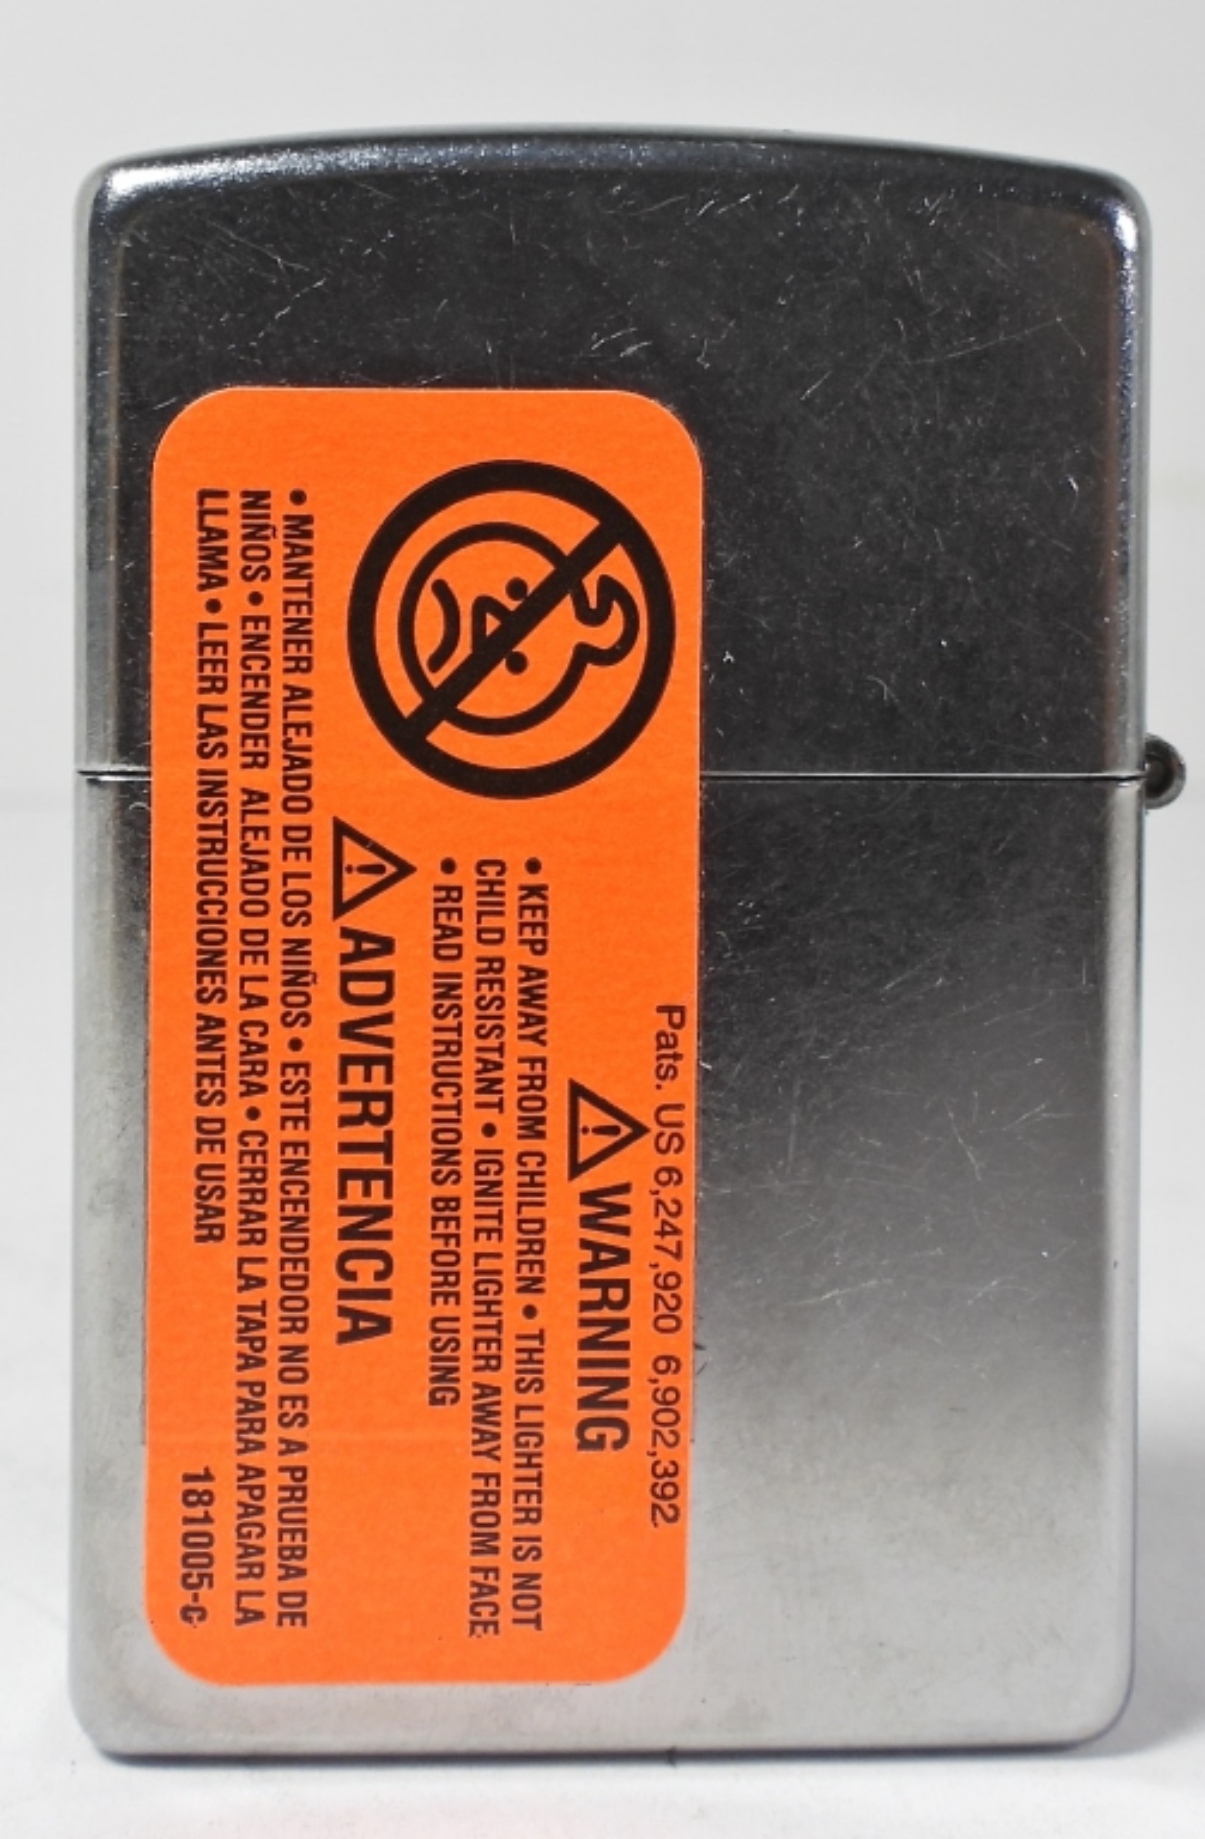 Pats. US 6,247,920 6,902,392
WARNING
• KEEP AWAY FROM CHILDREN • THIS LIGHTER IS NOT
CHILD RESISTANT • IGNITE LIGHTER AWAY FROM FACE
• READ INSTRUCTIONS BEFORE USING
ADVERTENCIA
• MANTENER ALEJADO DE LOS NIÑOS • ESTE ENCENDEDOR NO ES A PRUEBA DE
NIÑOS • ENCENDER ALEJADO DE LA CARA • CERRAR LA TAPA PARA APAGAR LA
LLAMA • LEER LAS INSTRUCCIONES ANTES DE USAR
181005-c